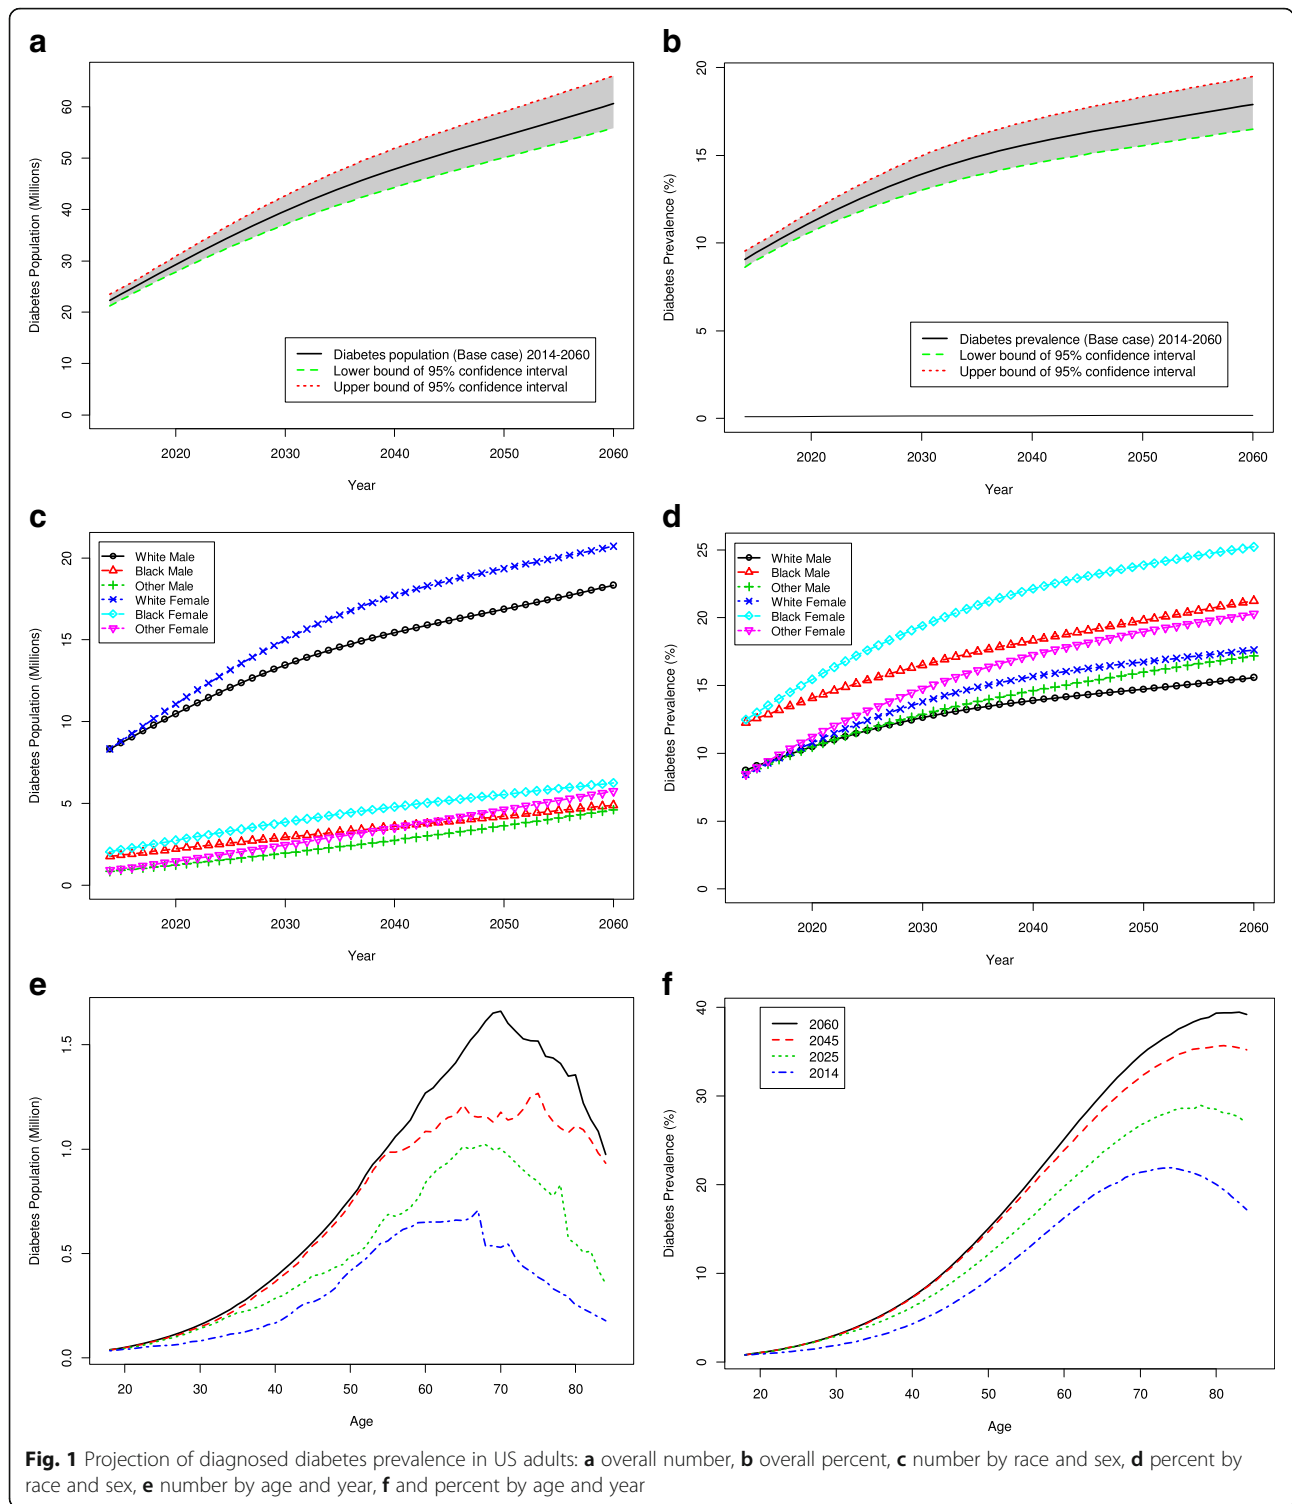 a
Diabetes Population (Millions)
60
50
40
30
20
10
0
Diabetes population (Base case) 2014-2060
Lower bound of 95% confidence interval
Upper bound of 95% confidence interval
2020 2030 2040 2050 2060
Year
b
Diabetes Prevalence (%)
20
15
10
5
0
Diabetes prevalence (Base case) 2014-2060
Lower bound of 95% confidence interval
Upper bound of 95% confidence interval
2020 2030 2040 2050 2060
Year
c
Diabetes Population (Millions)
20
15
10
5
0
White Male
Black Male
Other Male
White Female
Black Female
Other Female
2020 2030 2040 2050 2060
Year
d
Diabetes Prevalence (%)
25
20
15
10
5
0
White Male
Black Male
Other Male
White Female
Black Female
Other Female
2020 2030 2040 2050 2060
Year
e
Diabetes Population (Million)
1.5
1.0
0.5
0.0
20 30 40 50 60 70 80
Age
f
Diabetes Prevalence (%)
40
30
20
10
0
2060
2045
2025
2014
20 30 40 50 60 70 80
Age
Fig. 1 Projection of diagnosed diabetes prevalence in US adults: a overall number, b overall percent, c number by race and sex, d percent by
race and sex, e number by age and year, f and percent by age and year